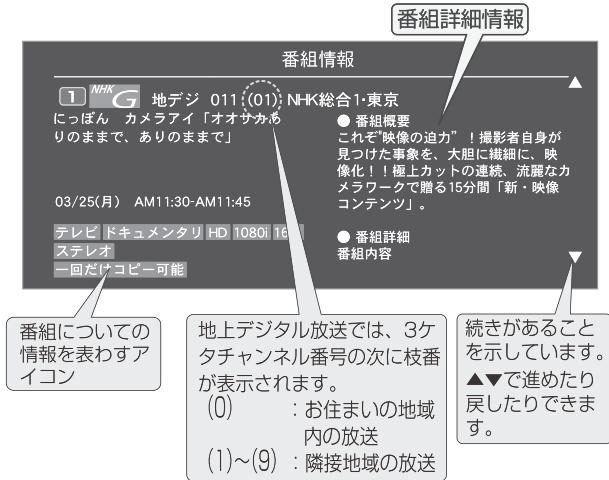 番組詳細情報
番組情報
1 NHK G 地デジ 011 (01) NHK総合1・東京
にっぽん カメラアイ「オオサカあ
りのままで、ありのままで」
03/25(月) AM11:30-AM11:45
テレビ ドキュメンタリ HD 1080i
ステレオ
一回だけコピー可能
▲
● 番組概要
これぞ"映像の迫力"！撮影者自身が
見つけた事象を、大胆に繊細に、映
像化！！極上カットの連続、流麗なカ
メラワークで贈る15分間「新・映像
コンテンツ」。
● 番組詳細
番組内容
▼
番組についての
情報を表わすア
イコン
地上デジタル放送では、3ケ
タチャンネル番号の次に枝番
が表示されます。
(0) ：お住まいの地域
内の放送
(1)~(9) ：隣接地域の放送
続きがあること
を示しています。
▲▼で進めたり
戻したりできま
す。